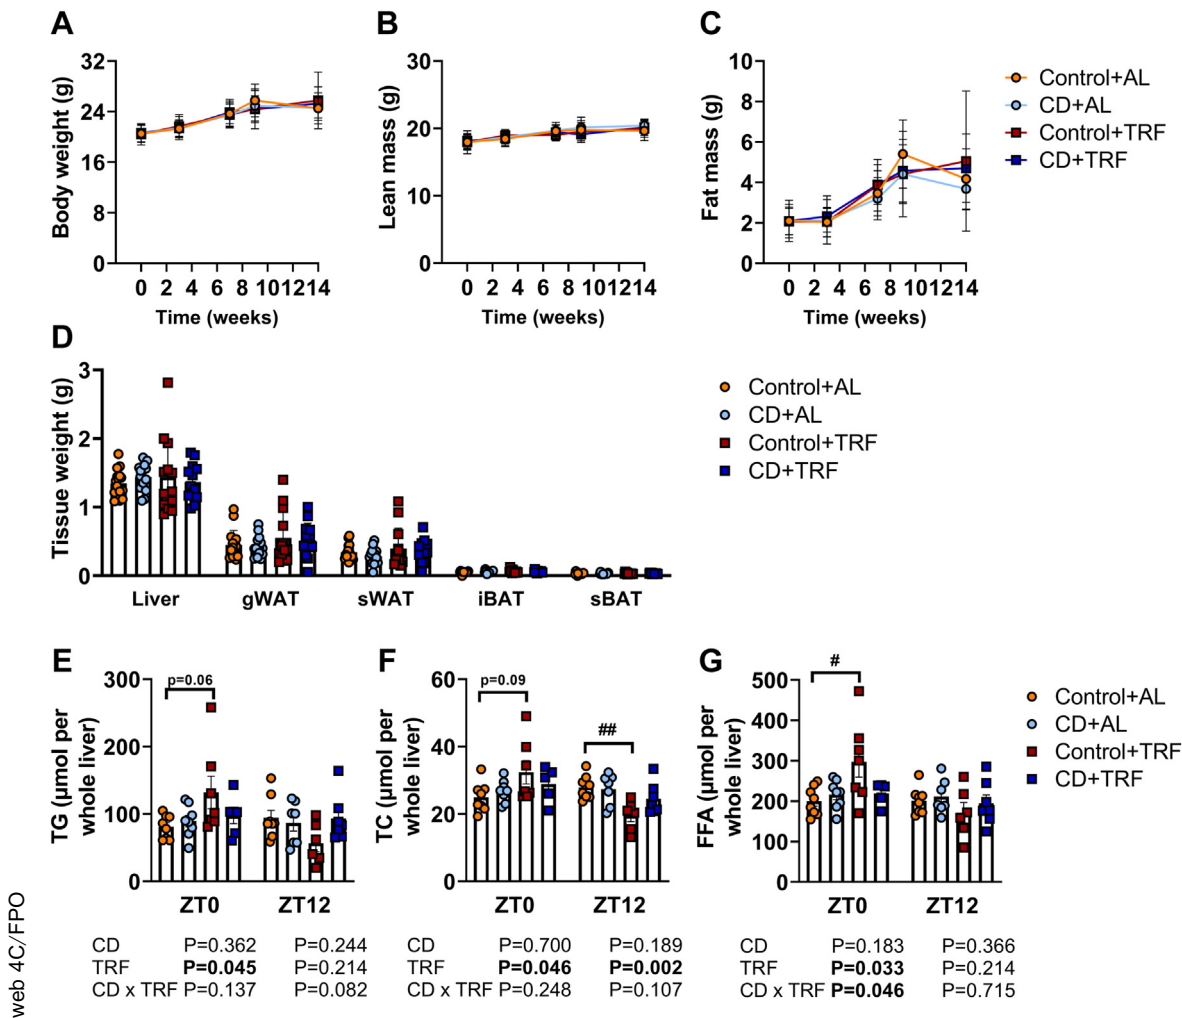 A
B
C
32
24
16
8
0
Body weight (g)
0 2 4 6 8 10 12 14
Time (weeks)
30
20
10
0
Lean mass (g)
0 2 4 6 8 10 12 14
Time (weeks)
10
8
6
4
2
0
Fat mass (g)
0 2 4 6 8 10 12 14
Time (weeks)
Control+AL
CD+AL
Control+TRF
CD+TRF
D
3
2
1
0
Tissue weight (g)
Liver gWAT sWAT iBAT sBAT
Control+AL
CD+AL
Control+TRF
CD+TRF
E
300
200
100
0
TG (µmol per
whole liver)
p=0.06
ZT0 ZT12
F
60
40
20
0
TC (µmol per
whole liver)
p=0.09
##
ZT0 ZT12
G
500
400
300
200
100
0
FFA (µmol per
whole liver)
#
ZT0 ZT12
Control+AL
CD+AL
Control+TRF
CD+TRF
CD P=0.362 P=0.244
TRF P=0.045 P=0.214
CD x TRF P=0.137 P=0.082
CD P=0.700 P=0.189
TRF P=0.046 P=0.002
CD x TRF P=0.248 P=0.107
CD P=0.183 P=0.366
TRF P=0.033 P=0.214
CD x TRF P=0.046 P=0.715
web 4C/FPO